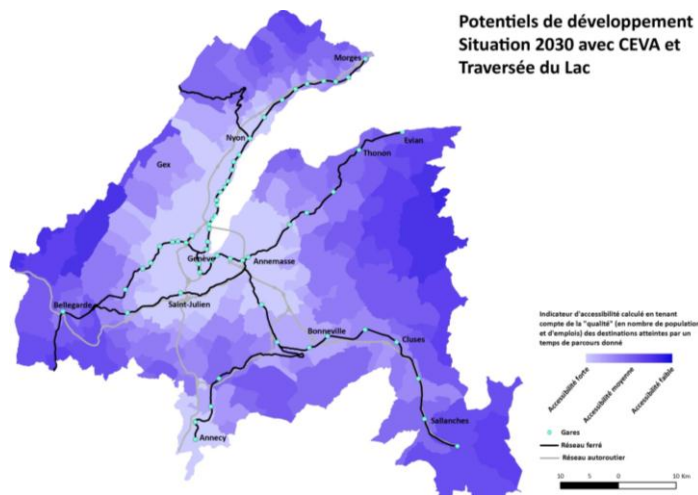 Potentiels de développement
Situation 2030 avec CEVA et
Traversée du Lac
Morges
Nyon
Evian
Thonon
Gex
Genève
Annemasse
Bellegarde
Saint-Julien
Bonneville
Cluses
Sallanches
Annecy
Indicateur d'accessibilité calculé en tenant
compte de la "qualité" (en nombre de population
et d'emplois) des destinations atteintes par un
temps de parcours donné
Accessibilité forte
Accessibilité moyenne
Accessibilité faible
Gares
Réseau ferré
Réseau autoroutier
10 5 0 10 Km